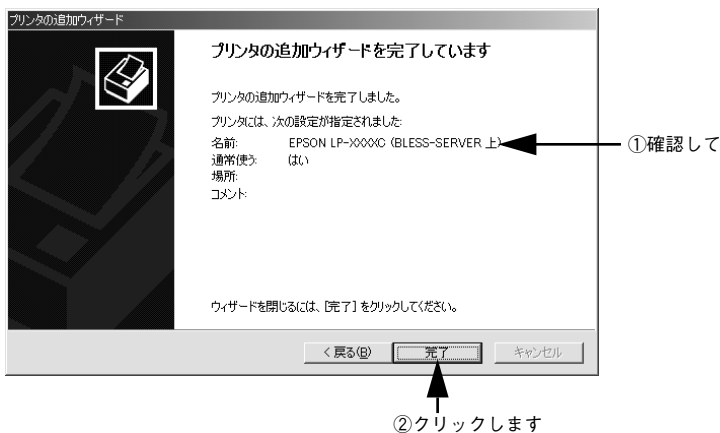 プリンタの追加ウィザード
プリンタの追加ウィザードを完了しています
プリンタの追加ウィザードを完了しました。
プリンタには、次の設定が指定されました:
名前: EPSON LP-XXXXC (BLESS-SERVER 上)
①確認して
通常使う: はい
場所:
コメント:
ウィザードを閉じるには、[完了] をクリックしてください。
< 戻る(B) 完了 キャンセル
②クリックします